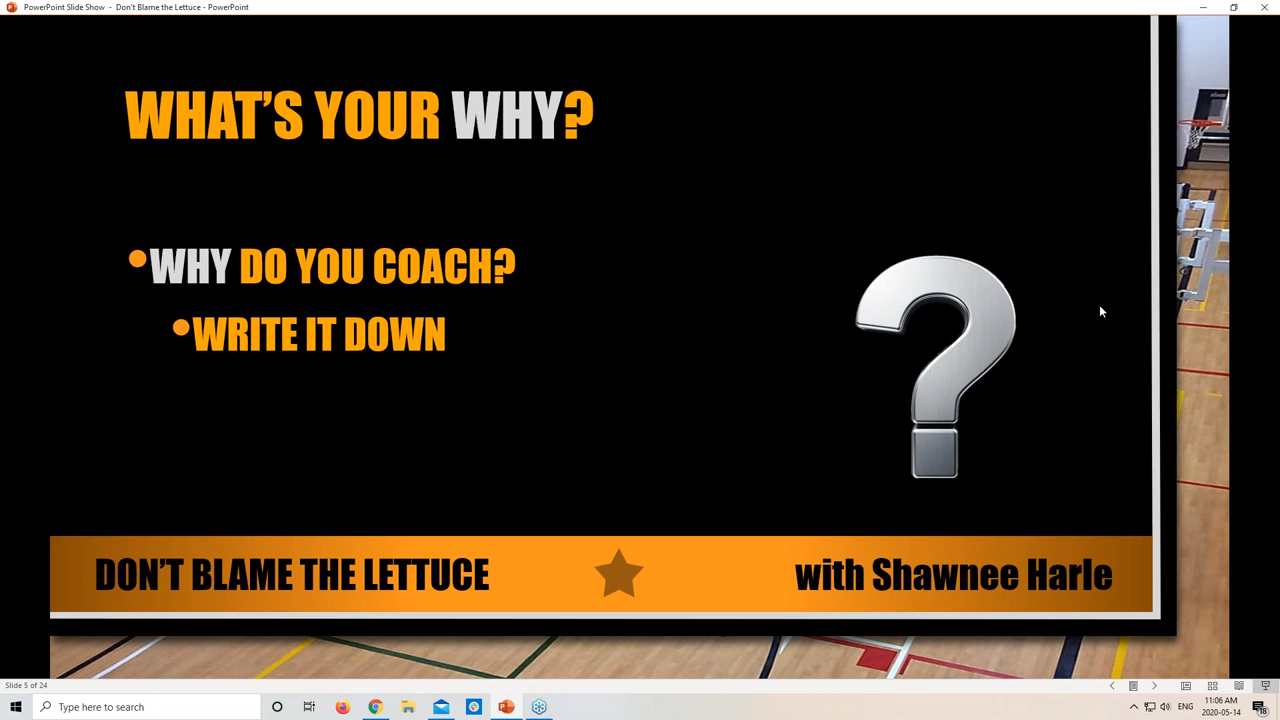 PowerPoint Slide Show - Don't Blame the Lettuce - PowerPoint
WHAT'S YOUR WHY?
•WHY DO YOU COACH?
•WRITE IT DOWN
?
DON'T BLAME THE LETTUCE
with Shawnee Harle
Slide 5 of 24
Type here to search
ENG
11:06 AM
2020-05-14
18